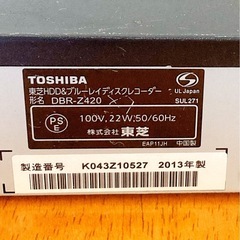 TOSHIBA
東芝HDD&ブルーレイディスクレコーダー
形名 DBR-Z420
UL Japan
SUL271
PS
E
100V,22W,50/60Hz
株式会社 東芝
EAP11JH
中国製
製造番号 K043Z10527 2013年製